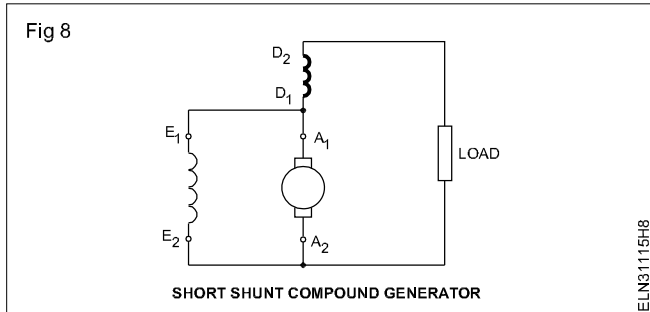 Fig 8
D2
D1
E1
A1
LOAD
E2
A2
SHORT SHUNT COMPOUND GENERATOR
ELN31115H8